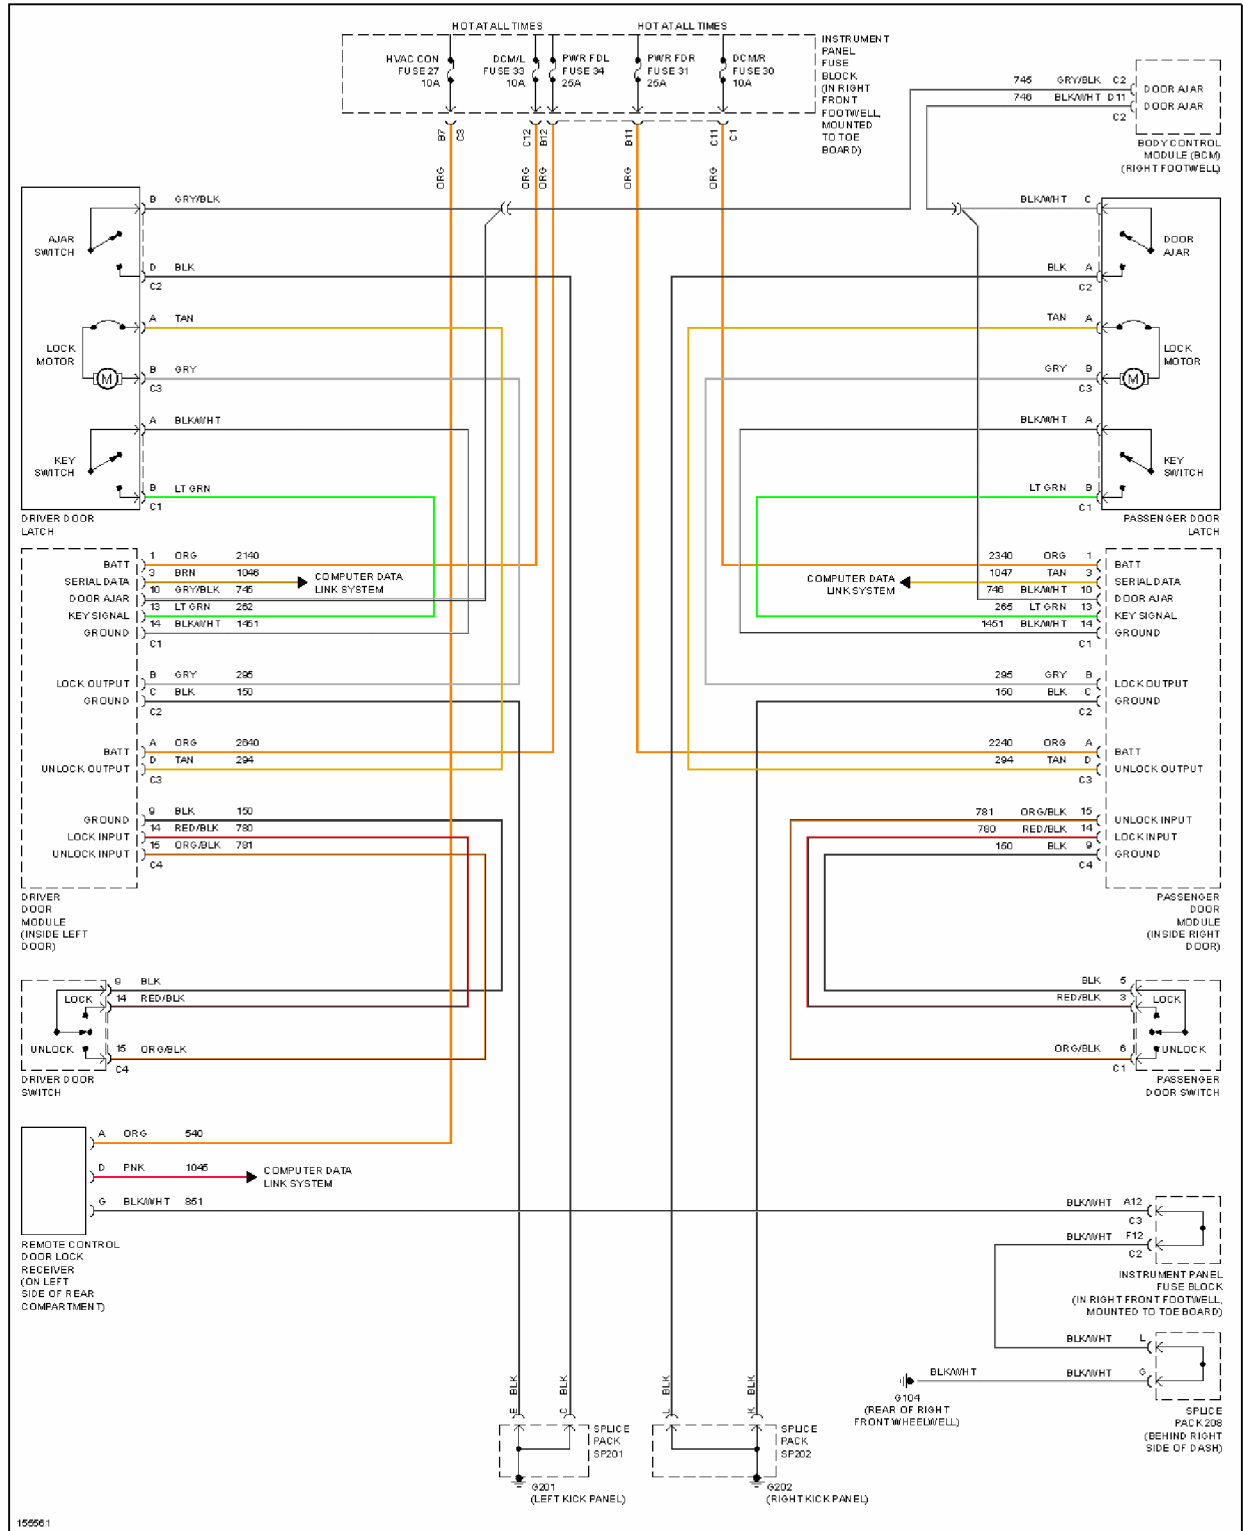 HOT AT ALL TIMES
HOT AT ALL TIMES
HVAC CON
FUSE 27
10A
DCM/L
FUSE 33
10A
PWR FDL
FUSE 34
25A
PWR FDR
FUSE 31
25A
DCM/R
FUSE 30
10A
INSTRUMENT
PANEL
FUSE
BLOCK
(IN RIGHT
FRONT
FOOTWELL,
MOUNTED
TO TOE
BOARD)
B7
C3
C12
B12
B11
C11
C1
ORG
ORG
ORG
ORG
ORG
745 GRY/BLK C2
746 BLK/WHT D11
C2
DOOR AJAR
DOOR AJAR
BODY CONTROL
MODULE (BCM)
(RIGHT FOOTWELL)
B GRY/BLK
AJAR
SWITCH
D BLK
C2
A TAN
LOCK
MOTOR
M
B GRY
C3
A BLK/WHT
KEY
SWITCH
B LT GRN
C1
DRIVER DOOR
LATCH
BLK/WHT C
DOOR
AJAR
BLK A
C2
TAN A
LOCK
MOTOR
M
GRY B
C3
BLK/WHT A
KEY
SWITCH
LT GRN B
C1
PASSENGER DOOR
LATCH
BATT 1 ORG 2140
SERIAL DATA 3 BRN 1046
DOOR AJAR 10 GRY/BLK 745
KEY SIGNAL 13 LT GRN 262
GROUND 14 BLK/WHT 1451
C1
COMPUTER DATA
LINK SYSTEM
LOCK OUTPUT B GRY 295
GROUND C BLK 150
C2
BATT A ORG 2640
UNLOCK OUTPUT D TAN 294
C3
GROUND 9 BLK 150
LOCK INPUT 14 RED/BLK 780
UNLOCK INPUT 15 ORG/BLK 781
C4
DRIVER
DOOR
MODULE
(INSIDE LEFT
DOOR)
2340 ORG 1 BATT
1047 TAN 3 SERIAL DATA
746 BLK/WHT 10 DOOR AJAR
265 LT GRN 13 KEY SIGNAL
1451 BLK/WHT 14 GROUND
C1
COMPUTER DATA
LINK SYSTEM
295 GRY B LOCK OUTPUT
150 BLK C GROUND
C2
2240 ORG A BATT
294 TAN D UNLOCK OUTPUT
C3
781 ORG/BLK 15 UNLOCK INPUT
780 RED/BLK 14 LOCK INPUT
150 BLK 9 GROUND
C4
PASSENGER
DOOR
MODULE
(INSIDE RIGHT
DOOR)
9 BLK
LOCK 14 RED/BLK
UNLOCK 15 ORG/BLK
C4
DRIVER DOOR
SWITCH
BLK 5
RED/BLK 3 LOCK
ORG/BLK 6 UNLOCK
C1
PASSENGER
DOOR SWITCH
A ORG 540
D PNK 1045
COMPUTER DATA
LINK SYSTEM
G BLK/WHT 851
REMOTE CONTROL
DOOR LOCK
RECEIVER
(ON LEFT
SIDE OF REAR
COMPARTMENT)
BLK/WHT A12
C3
BLK/WHT F12
C2
INSTRUMENT PANEL
FUSE BLOCK
(IN RIGHT FRONT FOOTWELL,
MOUNTED TO TOE BOARD)
BLK/WHT L
BLK/WHT BLK/WHT G
G104
(REAR OF RIGHT
FRONT WHEELWELL)
SPLICE
PACK 208
(BEHIND RIGHT
SIDE OF DASH)
E BLK
C BLK
L BLK
K BLK
SPLICE
PACK
SP201
G201
(LEFT KICK PANEL)
SPLICE
PACK
SP202
G202
(RIGHT KICK PANEL)
155561